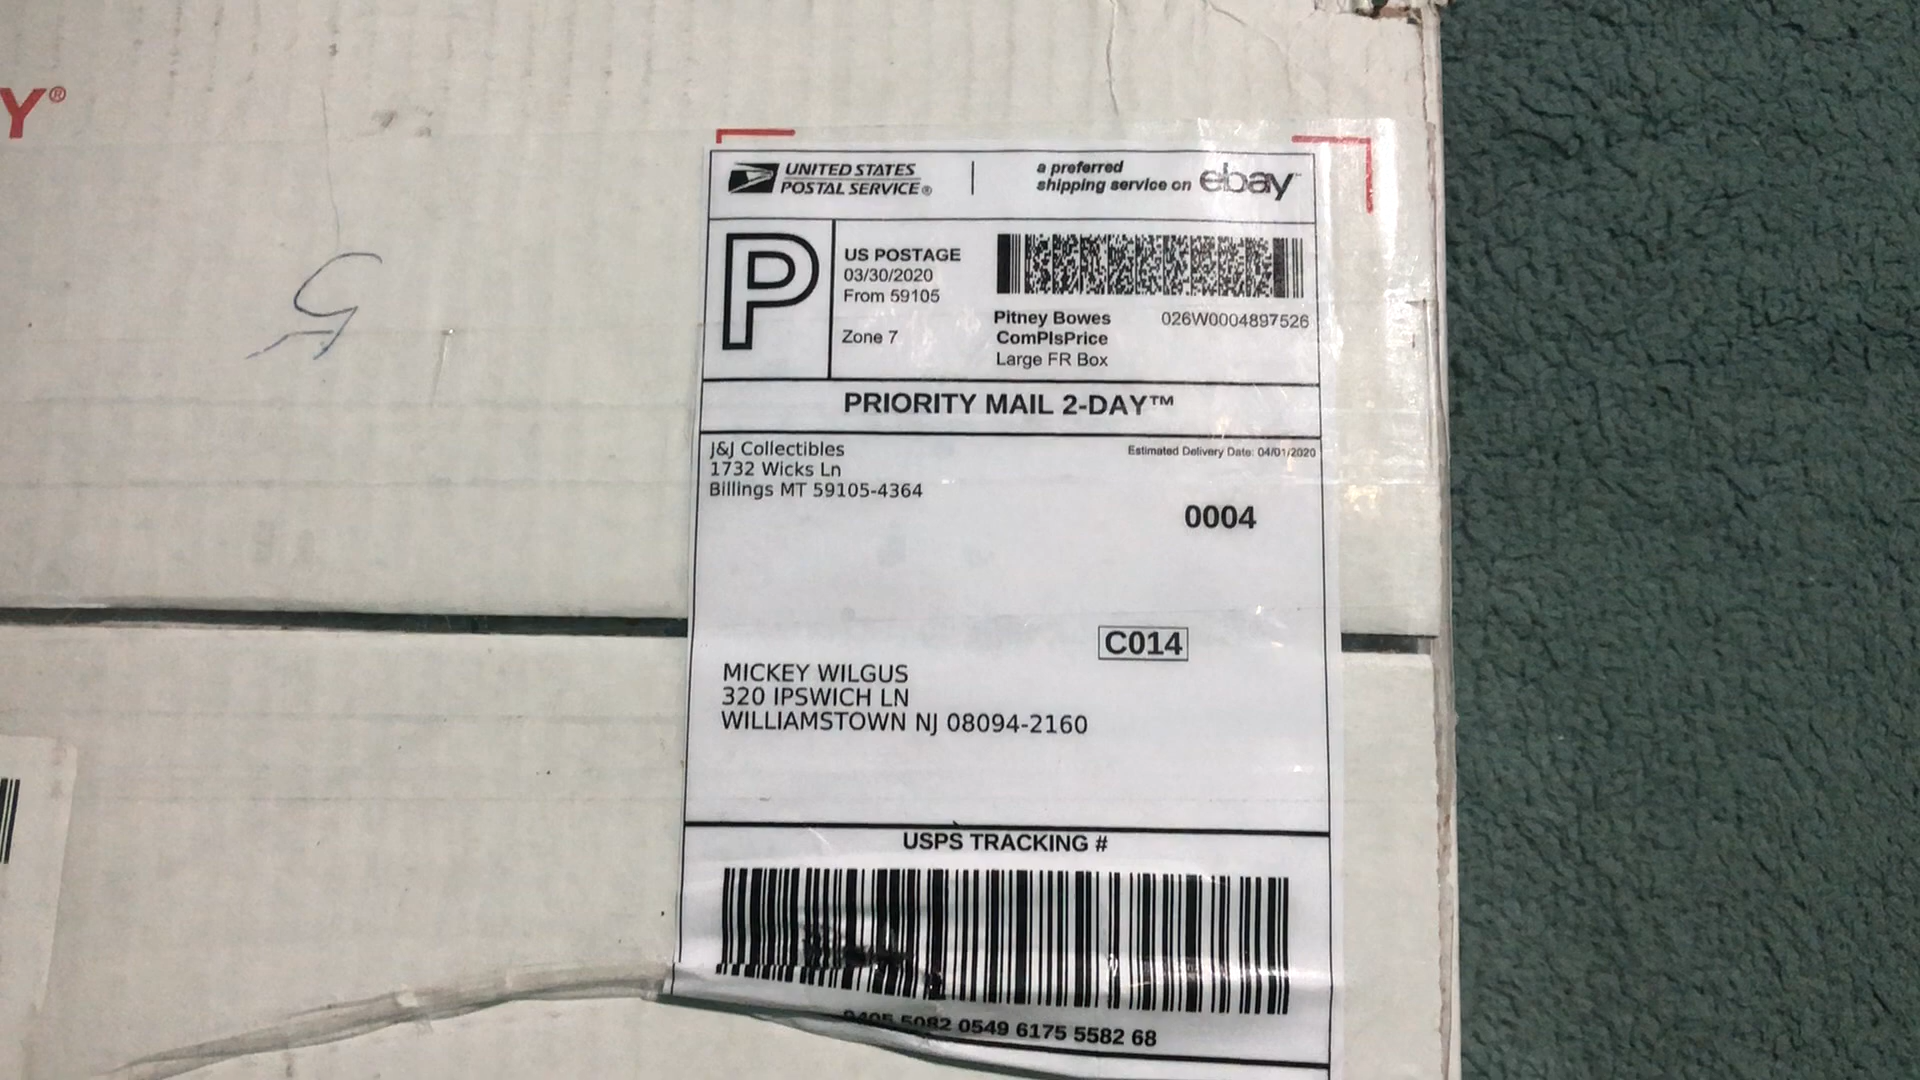 Y®
UNITED STATES
POSTAL SERVICE®
a preferred
shipping service on ebay™
P
US POSTAGE
03/30/2020
From 59105
Zone 7
Pitney Bowes
026W0004897526
ComPlsPrice
Large FR Box
PRIORITY MAIL 2-DAY™
J&J Collectibles
1732 Wicks Ln
Billings MT 59105-4364
Estimated Delivery Date: 04/01/2020
0004
C014
MICKEY WILGUS
320 IPSWICH LN
WILLIAMSTOWN NJ 08094-2160
USPS TRACKING #
9405 5082 0549 6175 5582 68